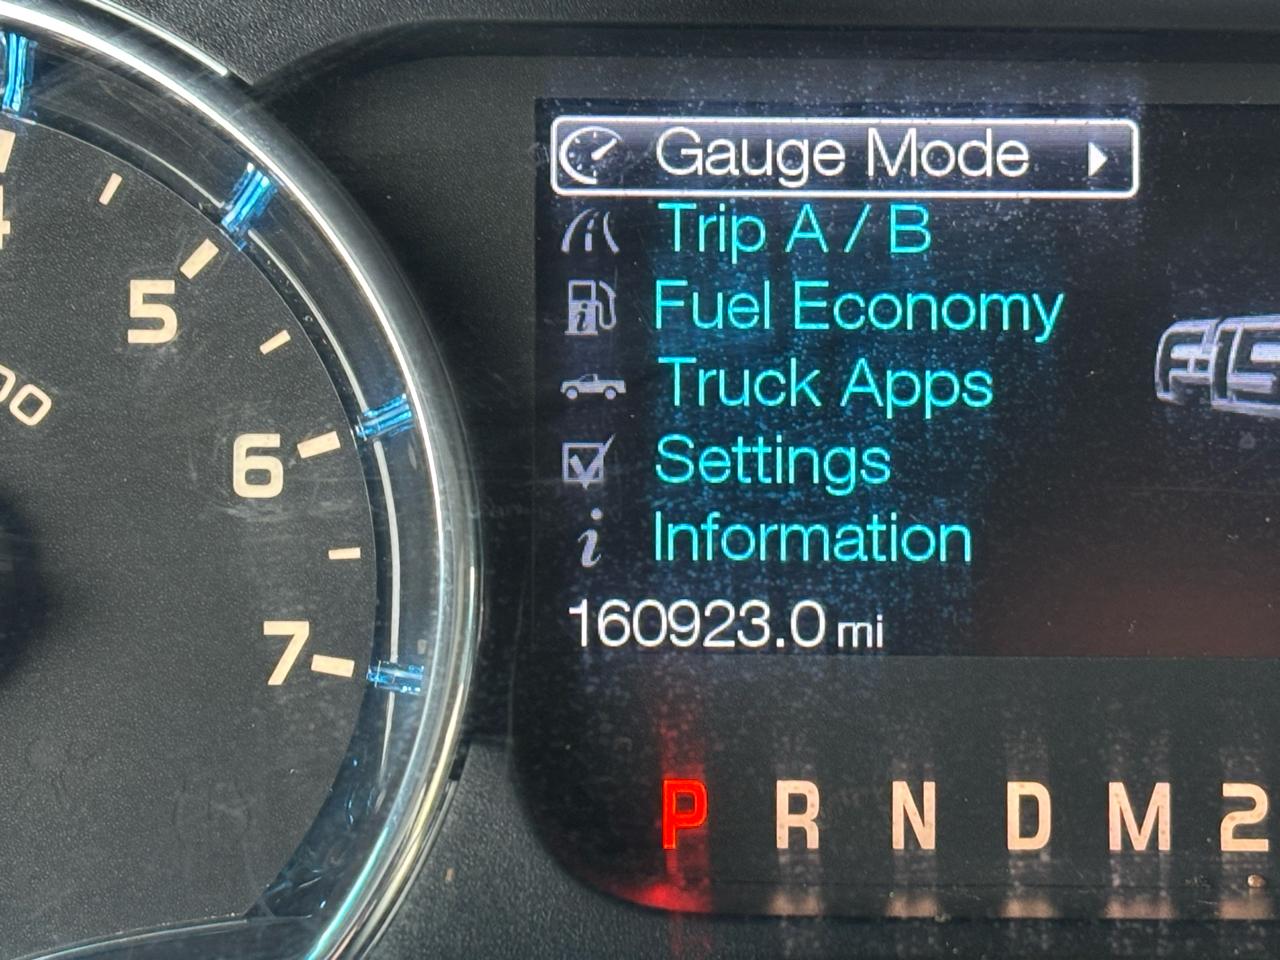 Gauge Mode
Trip A / B
Fuel Economy
Truck Apps
Settings
Information
160923.0 mi
P R N D M 2
4
5
6
7